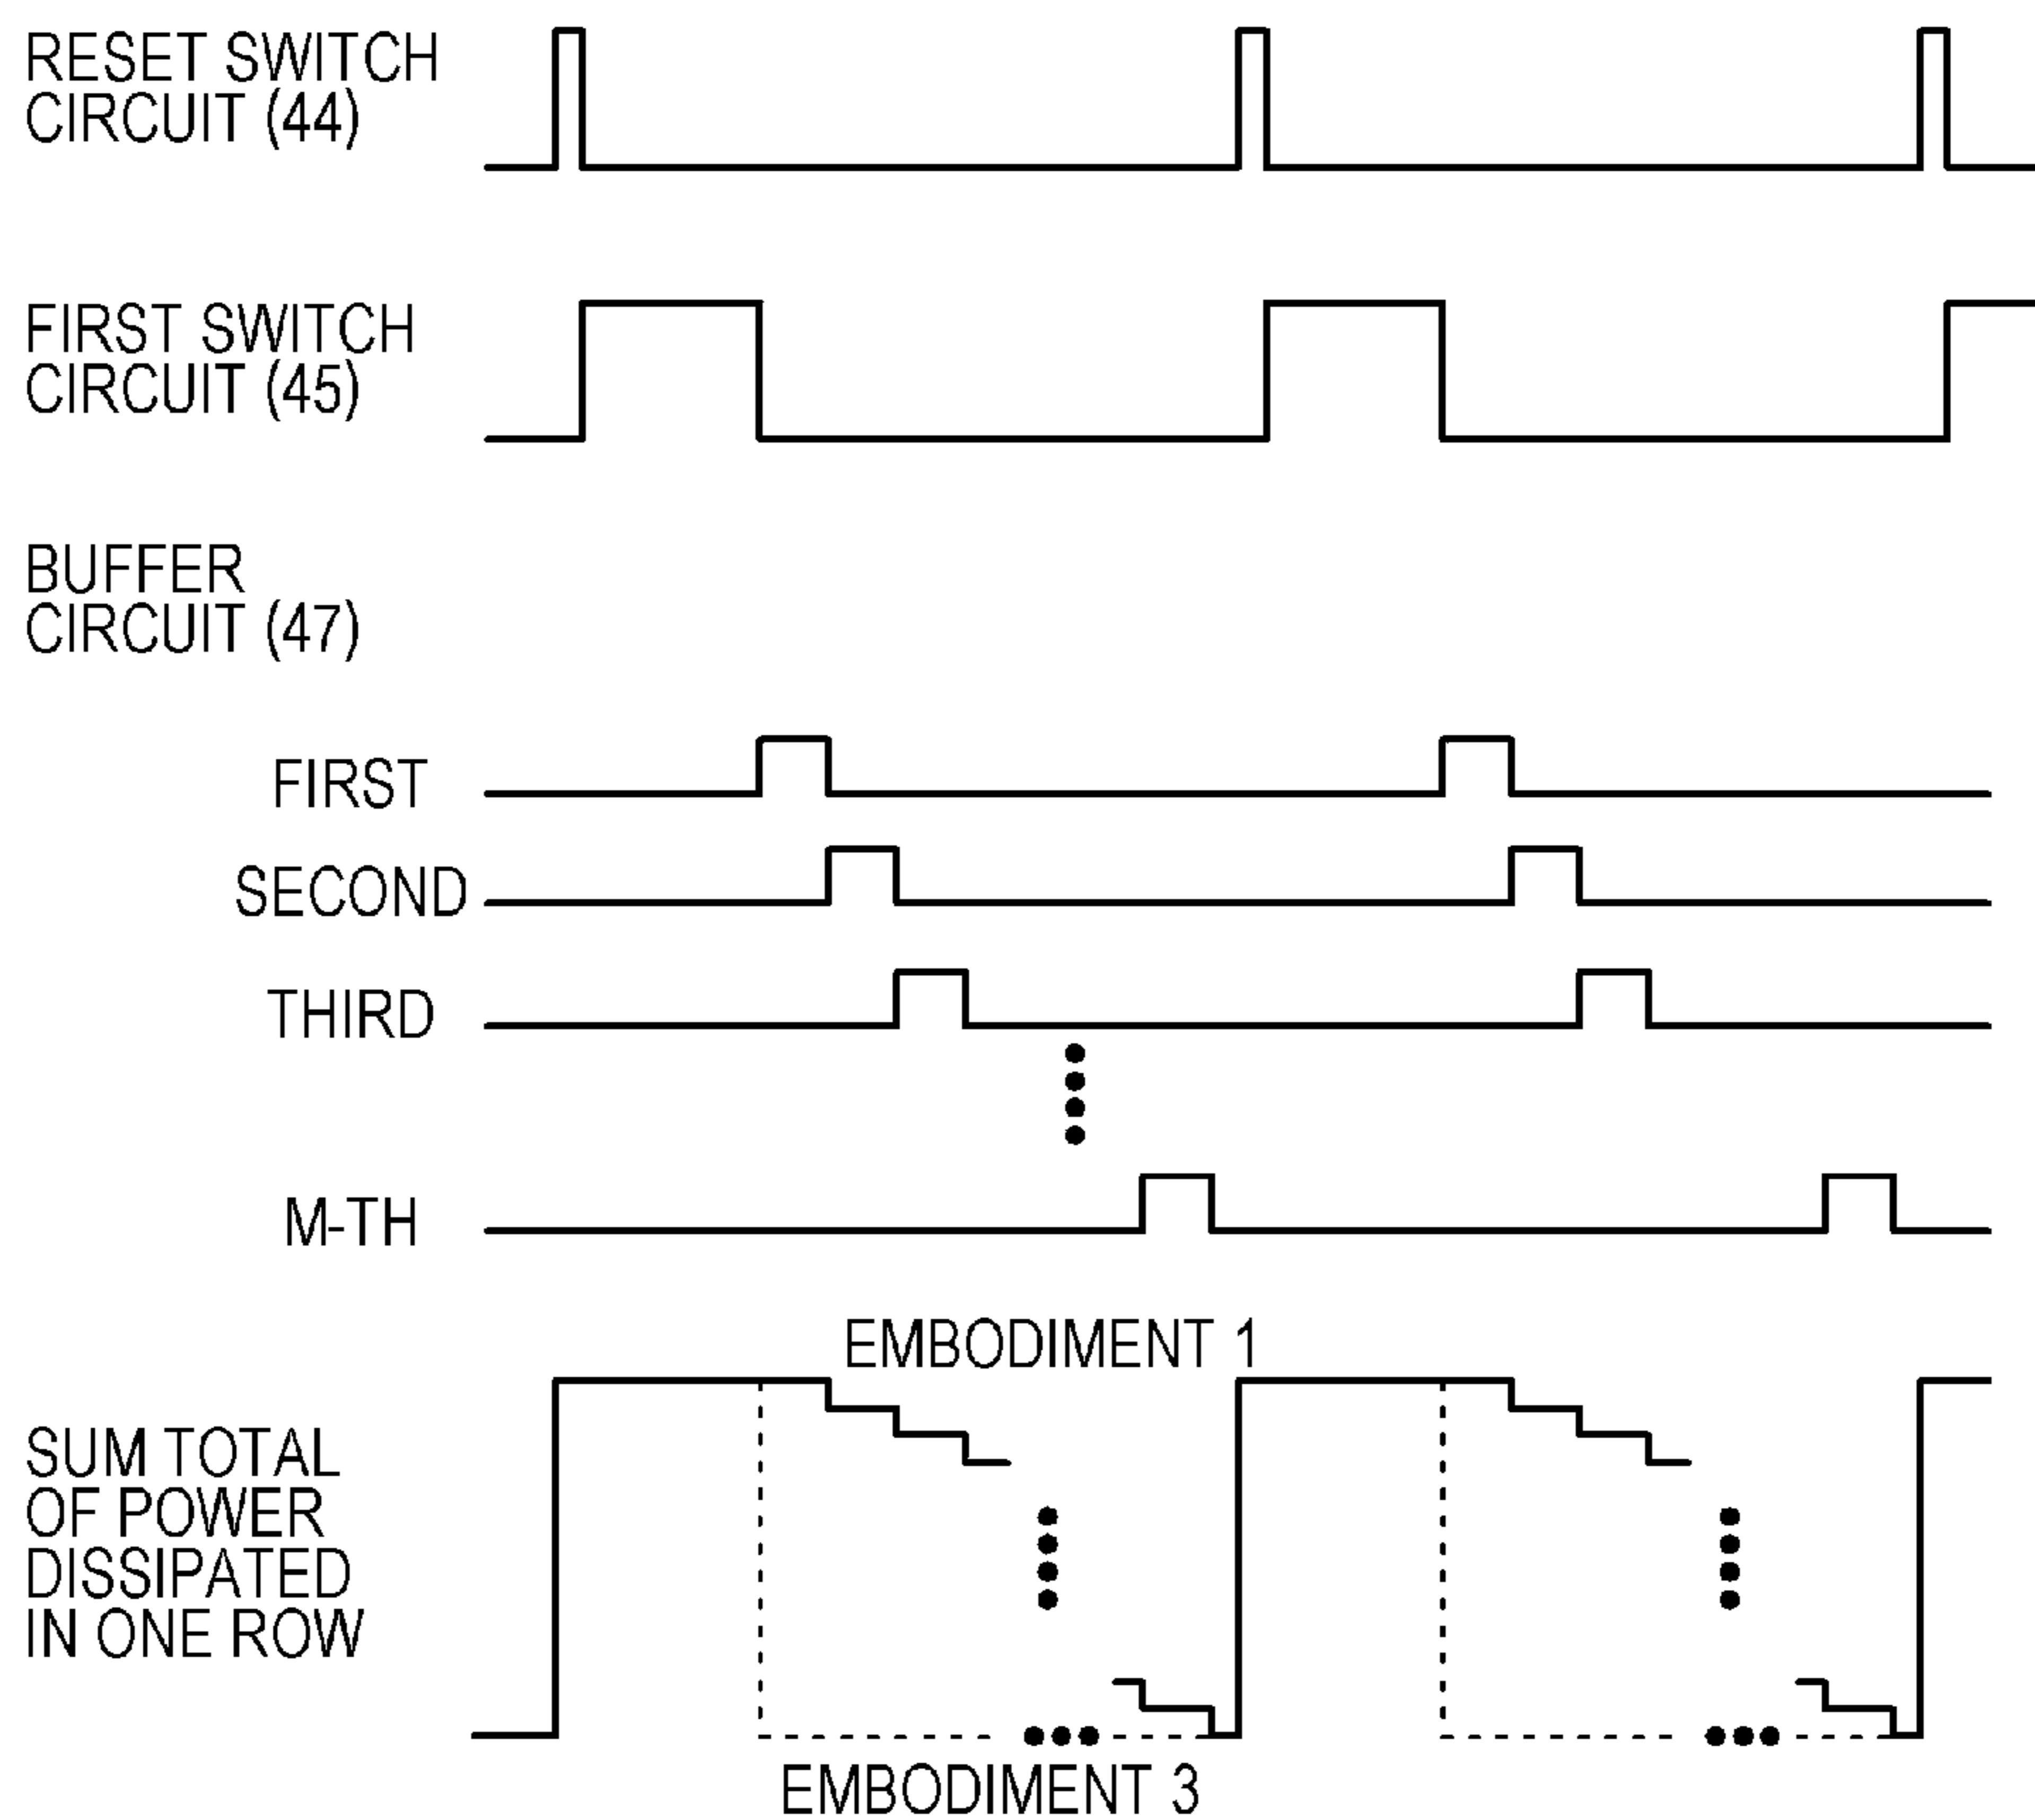 RESET SWITCH
CIRCUIT (44)
FIRST SWITCH
CIRCUIT (45)
BUFFER
CIRCUIT (47)
FIRST
SECOND
THIRD
M-TH
EMBODIMENT 1
SUM TOTAL
OF POWER
DISSIPATED
IN ONE ROW
EMBODIMENT 3